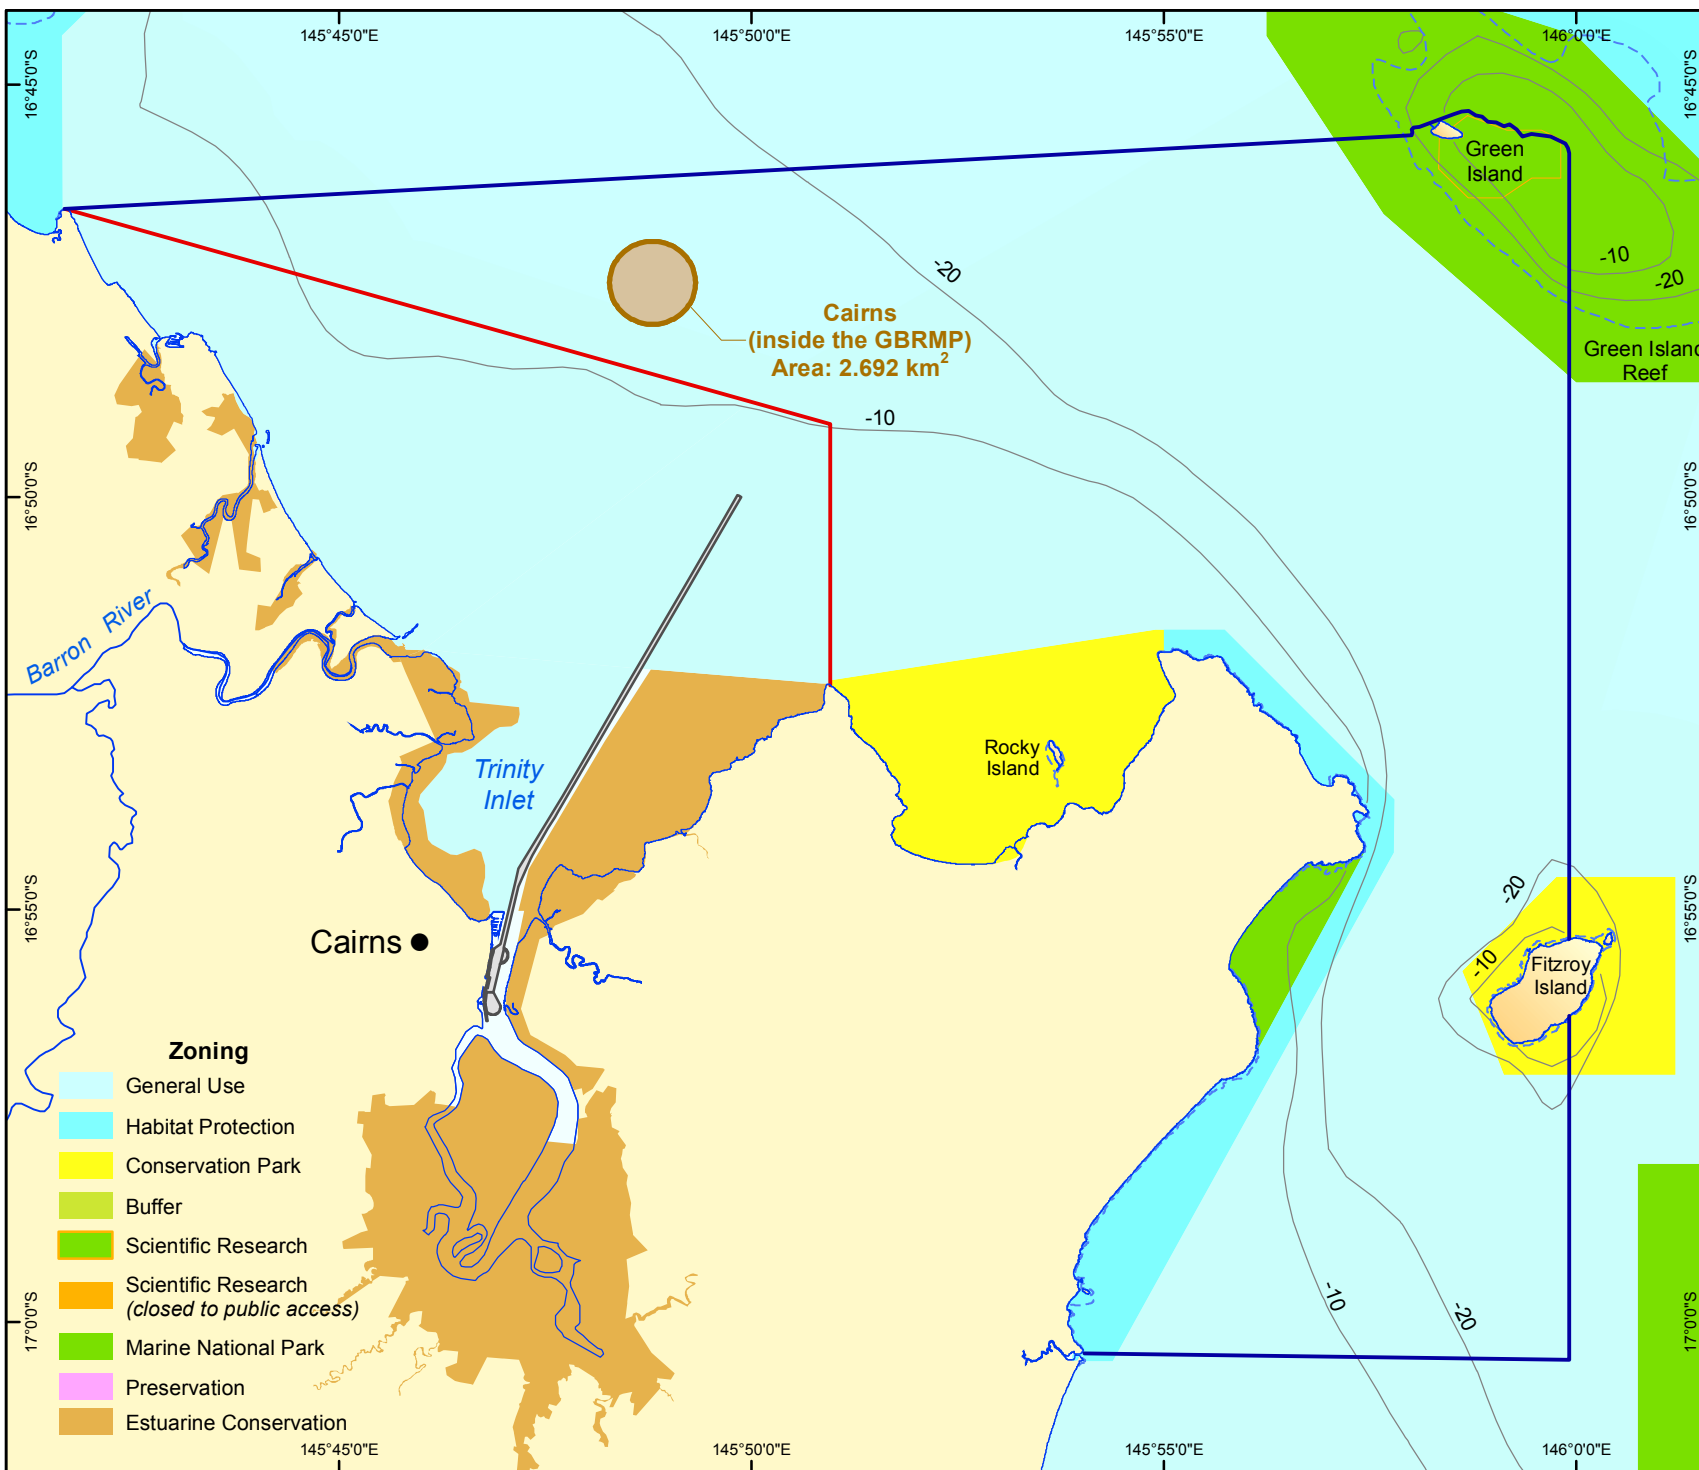 145°45'0"E
145°50'0"E
145°55'0"E
146°0'0"E
16°45'0"S
16°45'0"S
Green
Island
-10
-20
-20
Cairns
(inside the GBRMP)
Area: 2.692 km2
Green Island
Reef
-10
16°50'0"S
16°50'0"S
Barron River
Trinity
Inlet
Rocky
Island
16°55'0"S
16°55'0"S
-20
-10
Cairns
Fitzroy
Island
Zoning
General Use
Habitat Protection
Conservation Park
Buffer
Scientific Research
Scientific Research
(closed to public access)
Marine National Park
Preservation
Estuarine Conservation
-10
-20
17°0'0"S
17°0'0"S
145°45'0"E
145°50'0"E
145°55'0"E
146°0'0"E